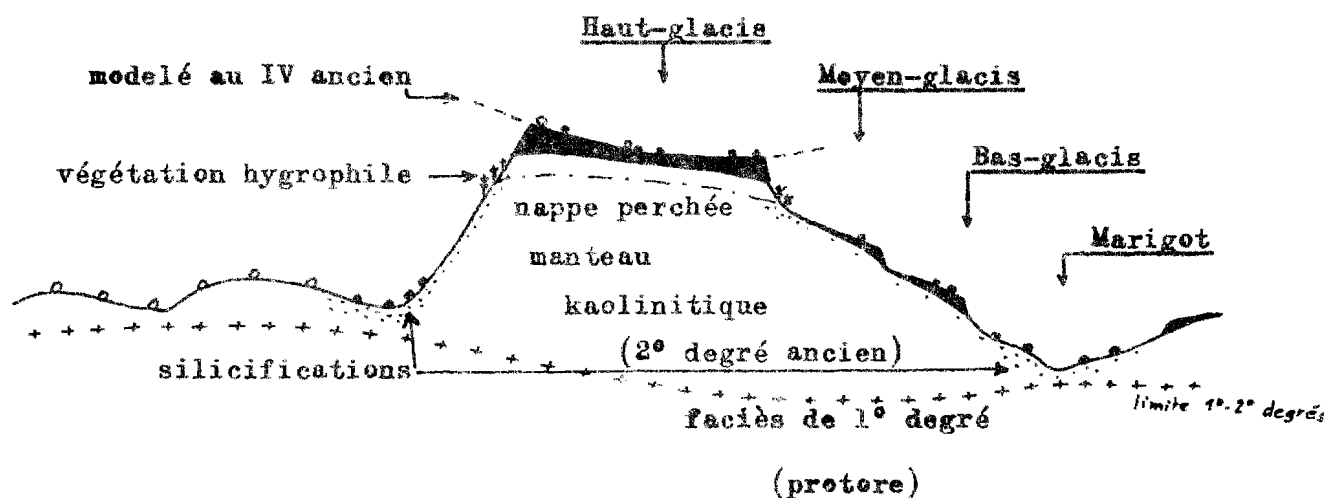 Haut-glacis
modelé au IV ancien
Moyen-glacis
végétation hygrophile
Bas-glacis
nappe perchée
Marigot
manteau
kaolinitique
(2° degré ancien)
silicifications
limite 1°-2° degrés
faciès de 1° degré
(protore)